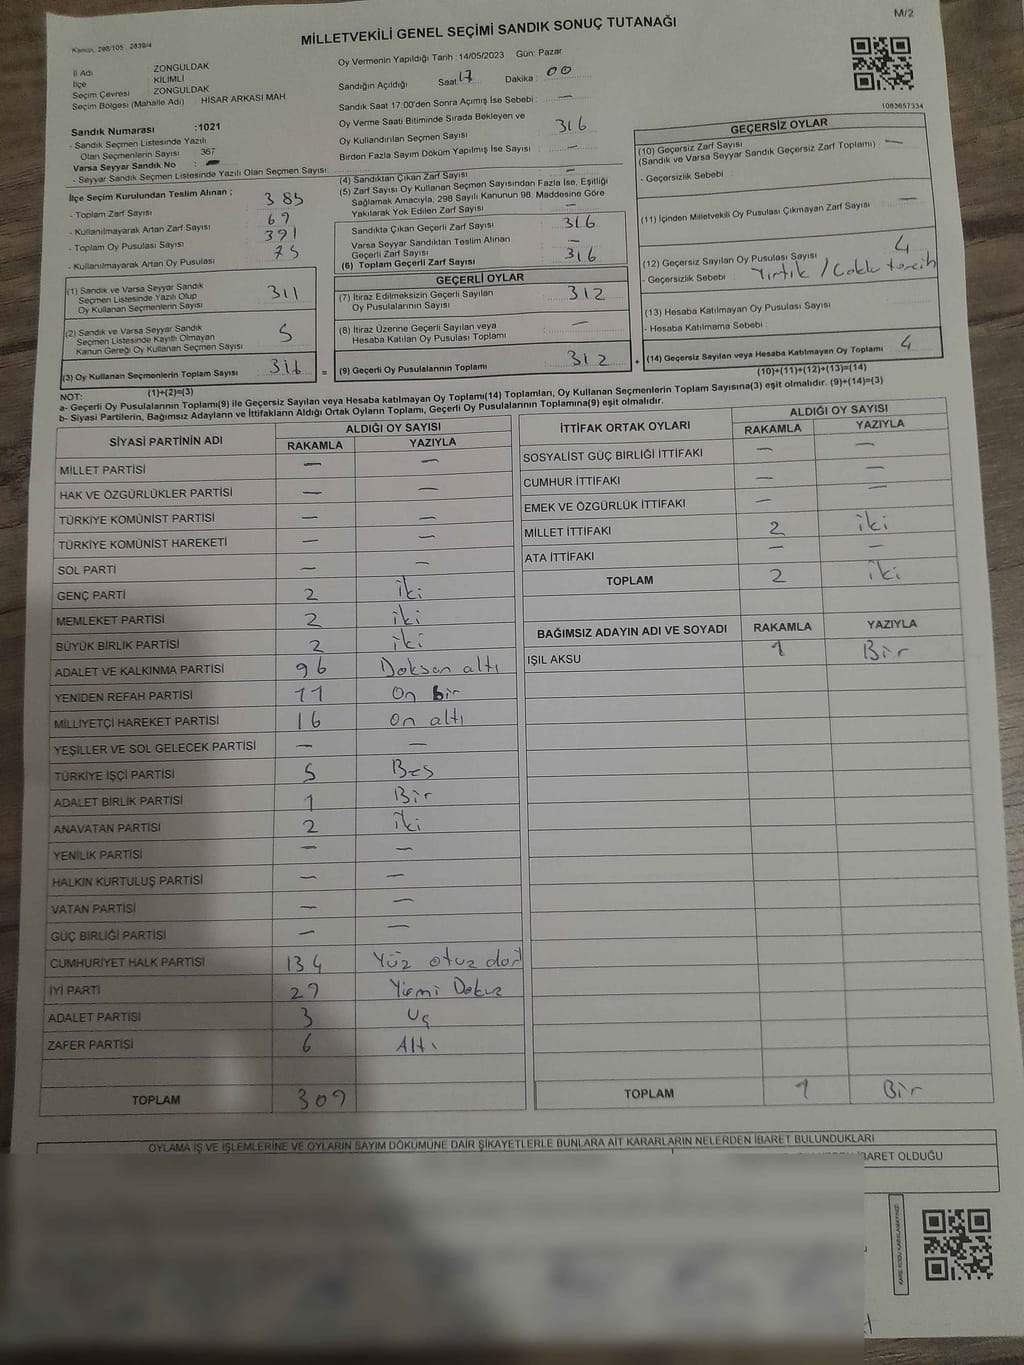 M/2
MİLLETVEKİLİ GENEL SEÇİMİ SANDIK SONUÇ TUTANAĞI
Kanun, 298/105 , 2839/4
1083657334
İl Adı ZONGULDAK
İlçe KİLİMLİ
Seçim Çevresi ZONGULDAK
Seçim Bölgesi (Mahalle Adı) HİSAR ARKASI MAH.
Sandık Numarası :1021
- Sandık Seçmen Listesinde Yazılı
Olan Seçmenlerin Sayısı 367
Varsa Seyyar Sandık No —
- Seyyar Sandık Seçmen Listesinde Yazılı Olan Seçmen Sayısı:
Oy Vermenin Yapıldığı Tarih : 14/05/2023 Gün: Pazar
Sandığın Açıldığı Saat 17 Dakika : 00
Sandık Saat 17:00'den Sonra Açımış İse Sebebi : —
Oy Verme Saati Bitiminde Sırada Bekleyen ve
Oy Kullandırılan Seçmen Sayısı 316
Birden Fazla Sayım Döküm Yapılmış İse Sayısı : —
İlçe Seçim Kurulundan Teslim Alınan ;
- Toplam Zarf Sayısı 385
- Kullanılmayarak Artan Zarf Sayısı 69
- Toplam Oy Pusulası Sayısı 391
- Kullanılmayarak Artan Oy Pusulası 75
(1) Sandık ve Varsa Seyyar Sandık
Seçmen Listesinde Yazılı Olup
Oy Kullanan Seçmenlerin Sayısı 311
(2) Sandık ve Varsa Seyyar Sandık
Seçmen Listesinde Kayıtlı Olmayan
Kanun Gereği Oy Kullanan Seçmen Sayısı 5
(3) Oy Kullanan Seçmenlerin Toplam Sayısı 316 =
(1)+(2)=(3)
(4) Sandıktan Çıkan Zarf Sayısı —
(5) Zarf Sayısı Oy Kullanan Seçmen Sayısından Fazla İse, Eşitliği
Sağlamak Amacıyla, 298 Sayılı Kanunun 98. Maddesine Göre
Yakılarak Yok Edilen Zarf Sayısı —
Sandıkta Çıkan Geçerli Zarf Sayısı 316
Varsa Seyyar Sandıktan Teslim Alınan
Geçerli Zarf Sayısı —
(6) Toplam Geçerli Zarf Sayısı 316
GEÇERLİ OYLAR
(7) İtiraz Edilmeksizin Geçerli Sayılan
Oy Pusulalarının Sayısı 312
(8) İtiraz Üzerine Geçerli Sayılan veya
Hesaba Katılan Oy Pusulası Toplamı —
(9) Geçerli Oy Pusulalarının Toplamı 312 +
GEÇERSİZ OYLAR
(10) Geçersiz Zarf Sayısı —
(Sandık ve Varsa Seyyar Sandık Geçersiz Zarf Toplamı)
- Geçersizlik Sebebi
(11) İçinden Milletvekili Oy Pusulası Çıkmayan Zarf Sayısı —
(12) Geçersiz Sayılan Oy Pusulası Sayısı 4
- Geçersizlik Sebebi Yırtık /
(13) Hesaba Katılmayan Oy Pusulası Sayısı
- Hesaba Katılmama Sebebi :
(14) Geçersiz Sayılan veya Hesaba Katılmayan Oy Toplamı 4
(10)+(11)+(12)+(13)=(14)
NOT:
a- Geçerli Oy Pusulalarının Toplamı(9) ile Geçersiz Sayılan veya Hesaba katılmayan Oy Toplamı(14) Toplamları, Oy Kullanan Seçmenlerin Toplam Sayısına(3) eşit olmalıdır. (9)+(14)=(3)
b- Siyasi Partilerin, Bağımsız Adayların ve İttifakların Aldığı Ortak Oyların Toplamı, Geçerli Oy Pusulalarının Toplamına(9) eşit olmalıdır.
SİYASİ PARTİNİN ADI ALDIĞI OY SAYISI
RAKAMLA YAZIYLA
MİLLET PARTİSİ — —
HAK VE ÖZGÜRLÜKLER PARTİSİ — —
TÜRKİYE KOMÜNİST PARTİSİ — —
TÜRKİYE KOMÜNİST HAREKETİ — —
SOL PARTİ — —
GENÇ PARTİ 2 iki
MEMLEKET PARTİSİ 2 iki
BÜYÜK BİRLİK PARTİSİ 2 iki
ADALET VE KALKINMA PARTİSİ 96 Doksan altı
YENİDEN REFAH PARTİSİ 11 On bir
MİLLİYETÇİ HAREKET PARTİSİ 16 On altı
YEŞİLLER VE SOL GELECEK PARTİSİ — —
TÜRKİYE İŞÇİ PARTİSİ 5 Beş
ADALET BİRLİK PARTİSİ 1 Bir
ANAVATAN PARTİSİ 2 iki
YENİLİK PARTİSİ — —
HALKIN KURTULUŞ PARTİSİ — —
VATAN PARTİSİ — —
GÜÇ BİRLİĞİ PARTİSİ — —
CUMHURİYET HALK PARTİSİ 134 Yüz otuz dört
İYİ PARTİ 29 Yirmi Dokuz
ADALET PARTİSİ 3 Üç
ZAFER PARTİSİ 6 Altı
TOPLAM 309
İTTİFAK ORTAK OYLARI ALDIĞI OY SAYISI
RAKAMLA YAZIYLA
SOSYALİST GÜÇ BİRLİĞİ İTTİFAKI — —
CUMHUR İTTİFAKI — —
EMEK VE ÖZGÜRLÜK İTTİFAKI — —
MİLLET İTTİFAKI 2 iki
ATA İTTİFAKI — —
TOPLAM 2 iki
BAĞIMSIZ ADAYIN ADI VE SOYADI RAKAMLA YAZIYLA
IŞIL AKSU 1 Bir
TOPLAM 1 Bir
OYLAMA İŞ VE İŞLEMLERİNE VE OYLARIN SAYIM DÖKÜMÜNE DAİR ŞİKAYETLERLE BUNLARA AİT KARARLARIN NELERDEN İBARET BULUNDUKLARI
BARET OLDUĞU